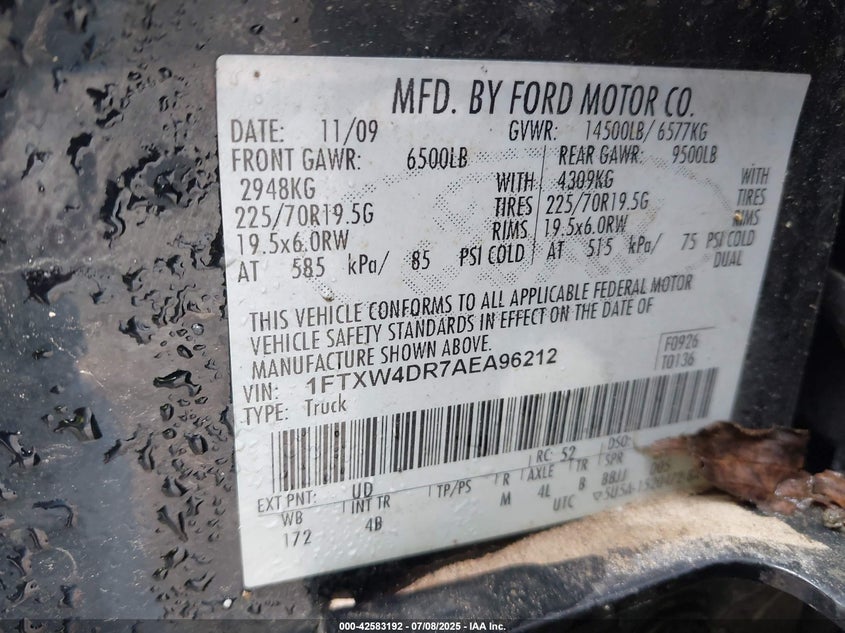 MFD. BY FORD MOTOR CO.
DATE: 11/09 GVWR: 14500LB/ 6577KG
FRONT GAWR: 6500LB REAR GAWR: 9500LB
2948KG WITH 4309KG WITH
225/70R19.5G TIRES 225/70R19.5G TIRES
19.5x6.0RW RIMS 19.5x6.0RW RIMS
AT 585 kPa/ 85 PSI COLD AT 515 kPa/ 75 PSI COLD
DUAL
THIS VEHICLE CONFORMS TO ALL APPLICABLE FEDERAL MOTOR
VEHICLE SAFETY STANDARDS IN EFFECT ON THE DATE OF
MANUFACTURE SHOWN ABOVE.
F0926
VIN: 1FTXW4DR7AEA96212
T0136
TYPE: Truck
RC: 52 DSO:
EXT PNT: UD
WB INT TR TP/PS R AXLE TR SPR
172 4B M 4L B BBJJ
UTC
000-42583192 - 07/08/2025 - IAA Inc.